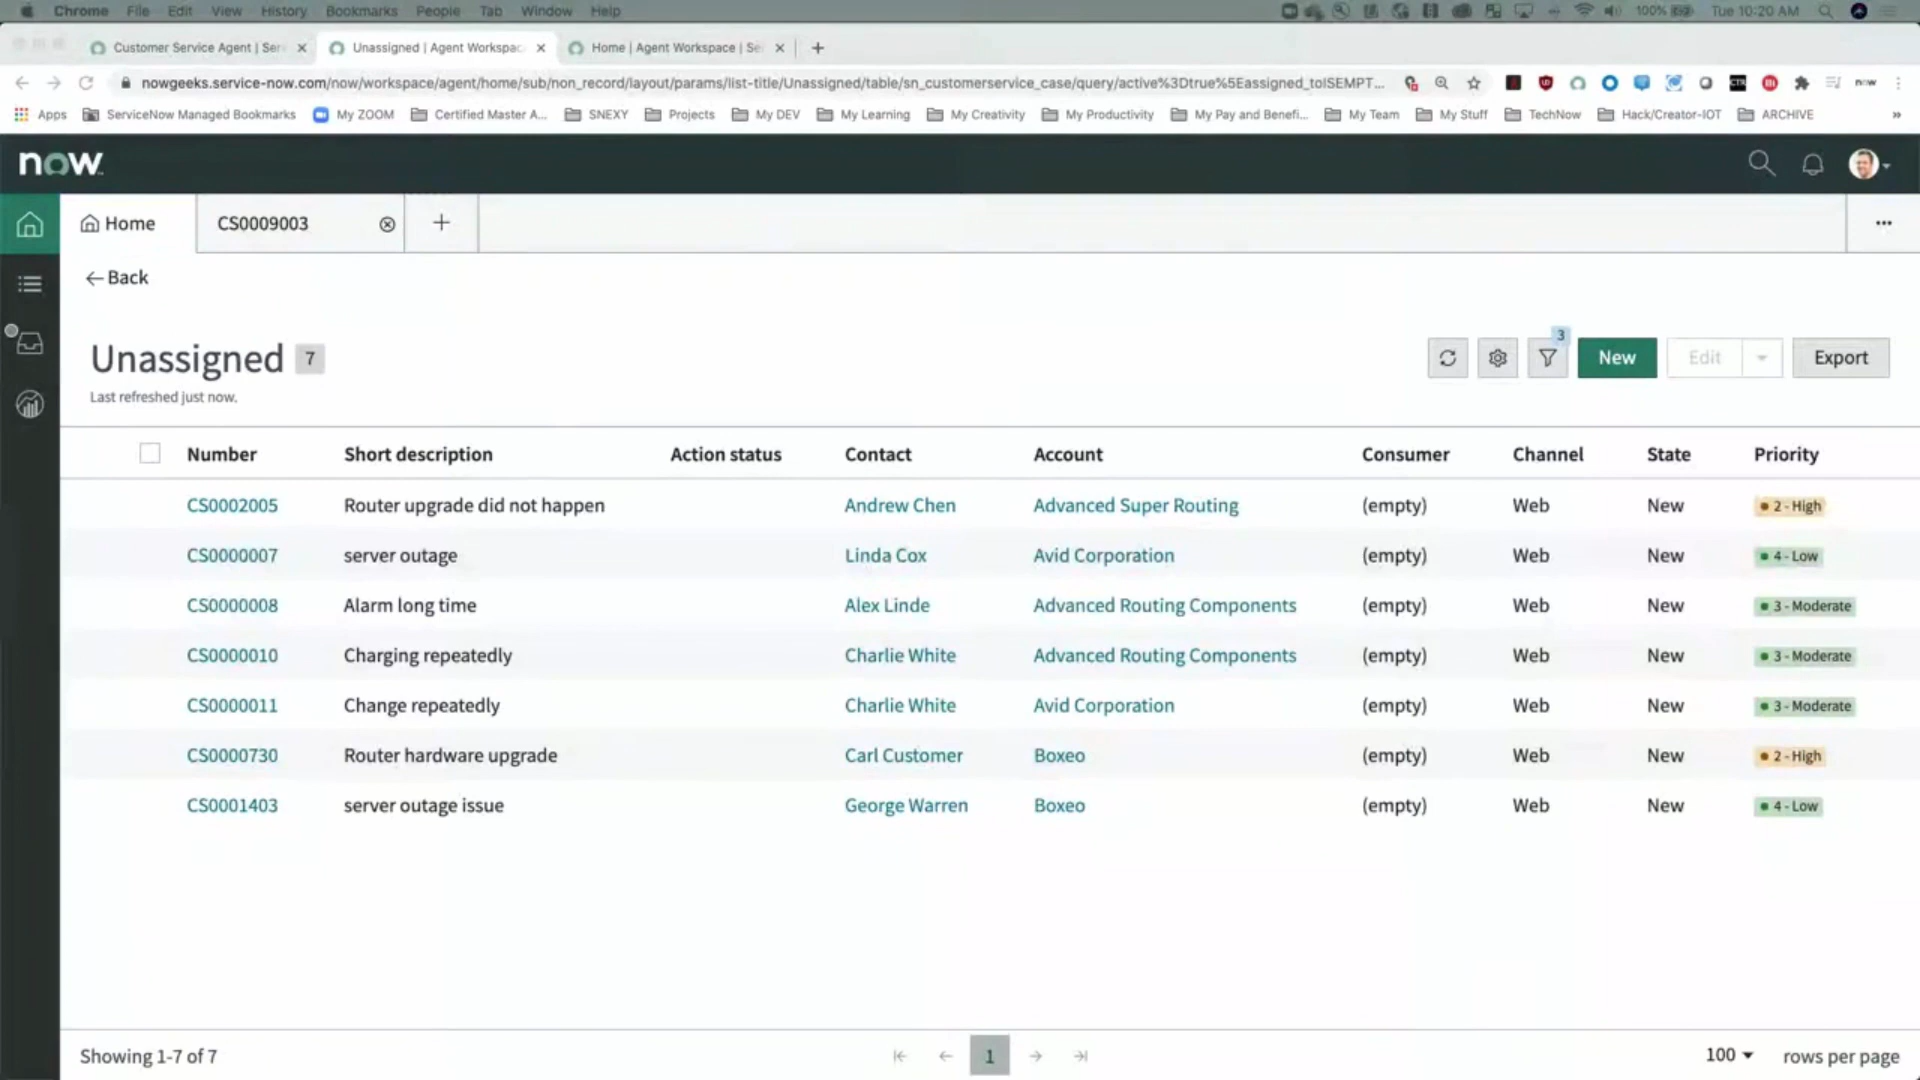 Chrome File Edit View History Bookmarks People Tab Window Help 100% Tue 10:20 AM
Customer Service Agent | Ser
Unassigned | Agent Workspac
Home | Agent Workspace | Se
nowgeeks.service-now.com/now/workspace/agent/home/sub/non_record/layout/params/list-title/Unassigned/table/sn_customerservice_case/query/active%3Dtrue%5Eassigned_toISEMPT...
Apps ServiceNow Managed Bookmarks My ZOOM Certified Master A... SNEXY Projects My DEV My Learning My Creativity My Productivity My Pay and Benefi... My Team My Stuff TechNow Hack/Creator-IOT ARCHIVE »
now
Home CS0009003
Back
Unassigned 7
3
New Edit Export
Last refreshed just now.
Number Short description Action status Contact Account Consumer Channel State Priority
CS0002005 Router upgrade did not happen Andrew Chen Advanced Super Routing (empty) Web New 2 - High
CS0000007 server outage Linda Cox Avid Corporation (empty) Web New 4 - Low
CS0000008 Alarm long time Alex Linde Advanced Routing Components (empty) Web New 3 - Moderate
CS0000010 Charging repeatedly Charlie White Advanced Routing Components (empty) Web New 3 - Moderate
CS0000011 Change repeatedly Charlie White Avid Corporation (empty) Web New 3 - Moderate
CS0000730 Router hardware upgrade Carl Customer Boxeo (empty) Web New 2 - High
CS0001403 server outage issue George Warren Boxeo (empty) Web New 4 - Low
Showing 1-7 of 7 1 100 rows per page